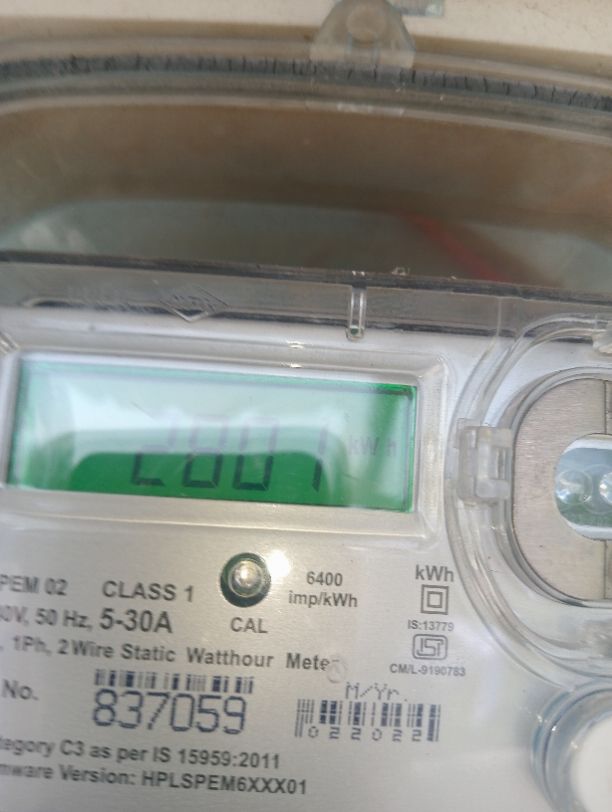 2801 kWh
PEM 02 CLASS 1
6400
imp/kWh
kWh
0V, 50 Hz, 5-30A
CAL
IS:13779
ISI
CM/L-9190783
, 1Ph, 2 Wire Static Watthour Meter
No. 837059
M/Yr.
022022
tegory C3 as per IS 15959:2011
mware Version: HPLSPEM6XXX01